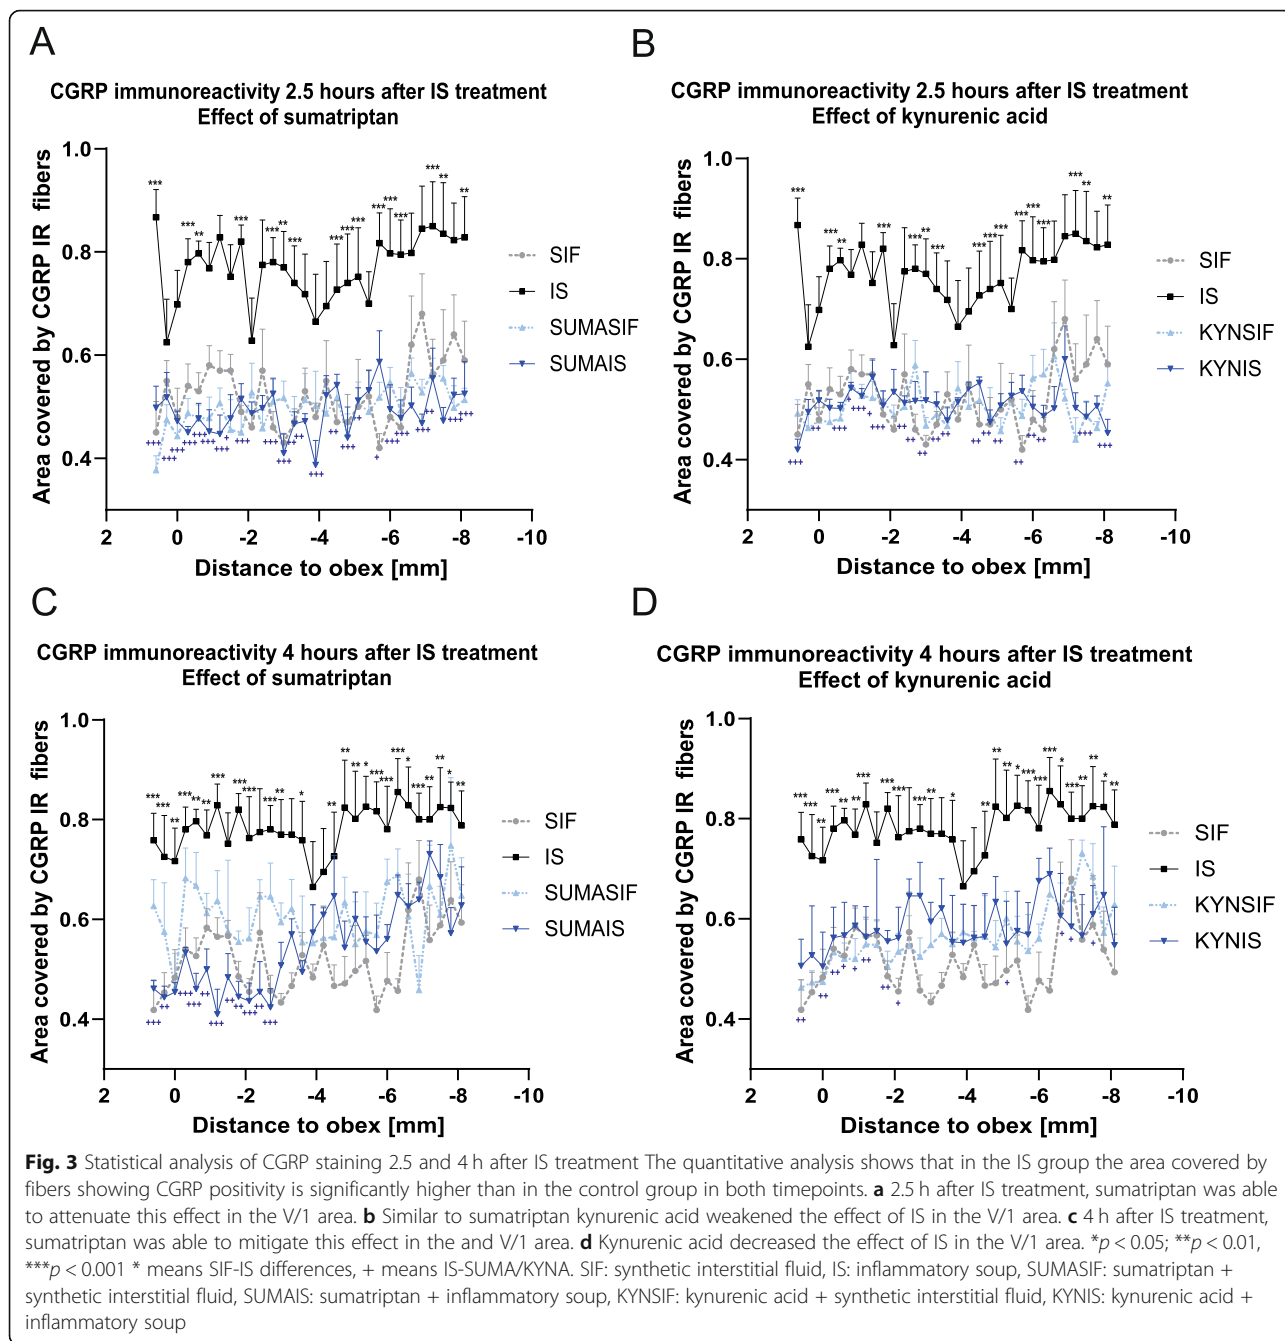 A
CGRP immunoreactivity 2.5 hours after IS treatment
Effect of sumatriptan
Area covered by CGRP IR fibers
1.0
0.8
0.6
0.4
2 0 -2 -4 -6 -8 -10
Distance to obex [mm]
SIF
IS
SUMASIF
SUMAIS
B
CGRP immunoreactivity 2.5 hours after IS treatment
Effect of kynurenic acid
Area covered by CGRP IR fibers
1.0
0.8
0.6
0.4
2 0 -2 -4 -6 -8 -10
Distance to obex [mm]
SIF
IS
KYNSIF
KYNIS
C
CGRP immunoreactivity 4 hours after IS treatment
Effect of sumatriptan
Area covered by CGRP IR fibers
1.0
0.8
0.6
0.4
2 0 -2 -4 -6 -8 -10
Distance to obex [mm]
SIF
IS
SUMASIF
SUMAIS
D
CGRP immunoreactivity 4 hours after IS treatment
Effect of kynurenic acid
Area covered by CGRP IR fibers
1.0
0.8
0.6
0.4
2 0 -2 -4 -6 -8 -10
Distance to obex [mm]
SIF
IS
KYNSIF
KYNIS
Fig. 3 Statistical analysis of CGRP staining 2.5 and 4 h after IS treatment The quantitative analysis shows that in the IS group the area covered by
fibers showing CGRP positivity is significantly higher than in the control group in both timepoints. a 2.5 h after IS treatment, sumatriptan was able
to attenuate this effect in the V/1 area. b Similar to sumatriptan kynurenic acid weakened the effect of IS in the V/1 area. c 4 h after IS treatment,
sumatriptan was able to mitigate this effect in the and V/1 area. d Kynurenic acid decreased the effect of IS in the V/1 area. *p < 0.05; **p < 0.01,
***p < 0.001 * means SIF-IS differences, + means IS-SUMA/KYNA. SIF: synthetic interstitial fluid, IS: inflammatory soup, SUMASIF: sumatriptan +
synthetic interstitial fluid, SUMAIS: sumatriptan + inflammatory soup, KYNSIF: kynurenic acid + synthetic interstitial fluid, KYNIS: kynurenic acid +
inflammatory soup